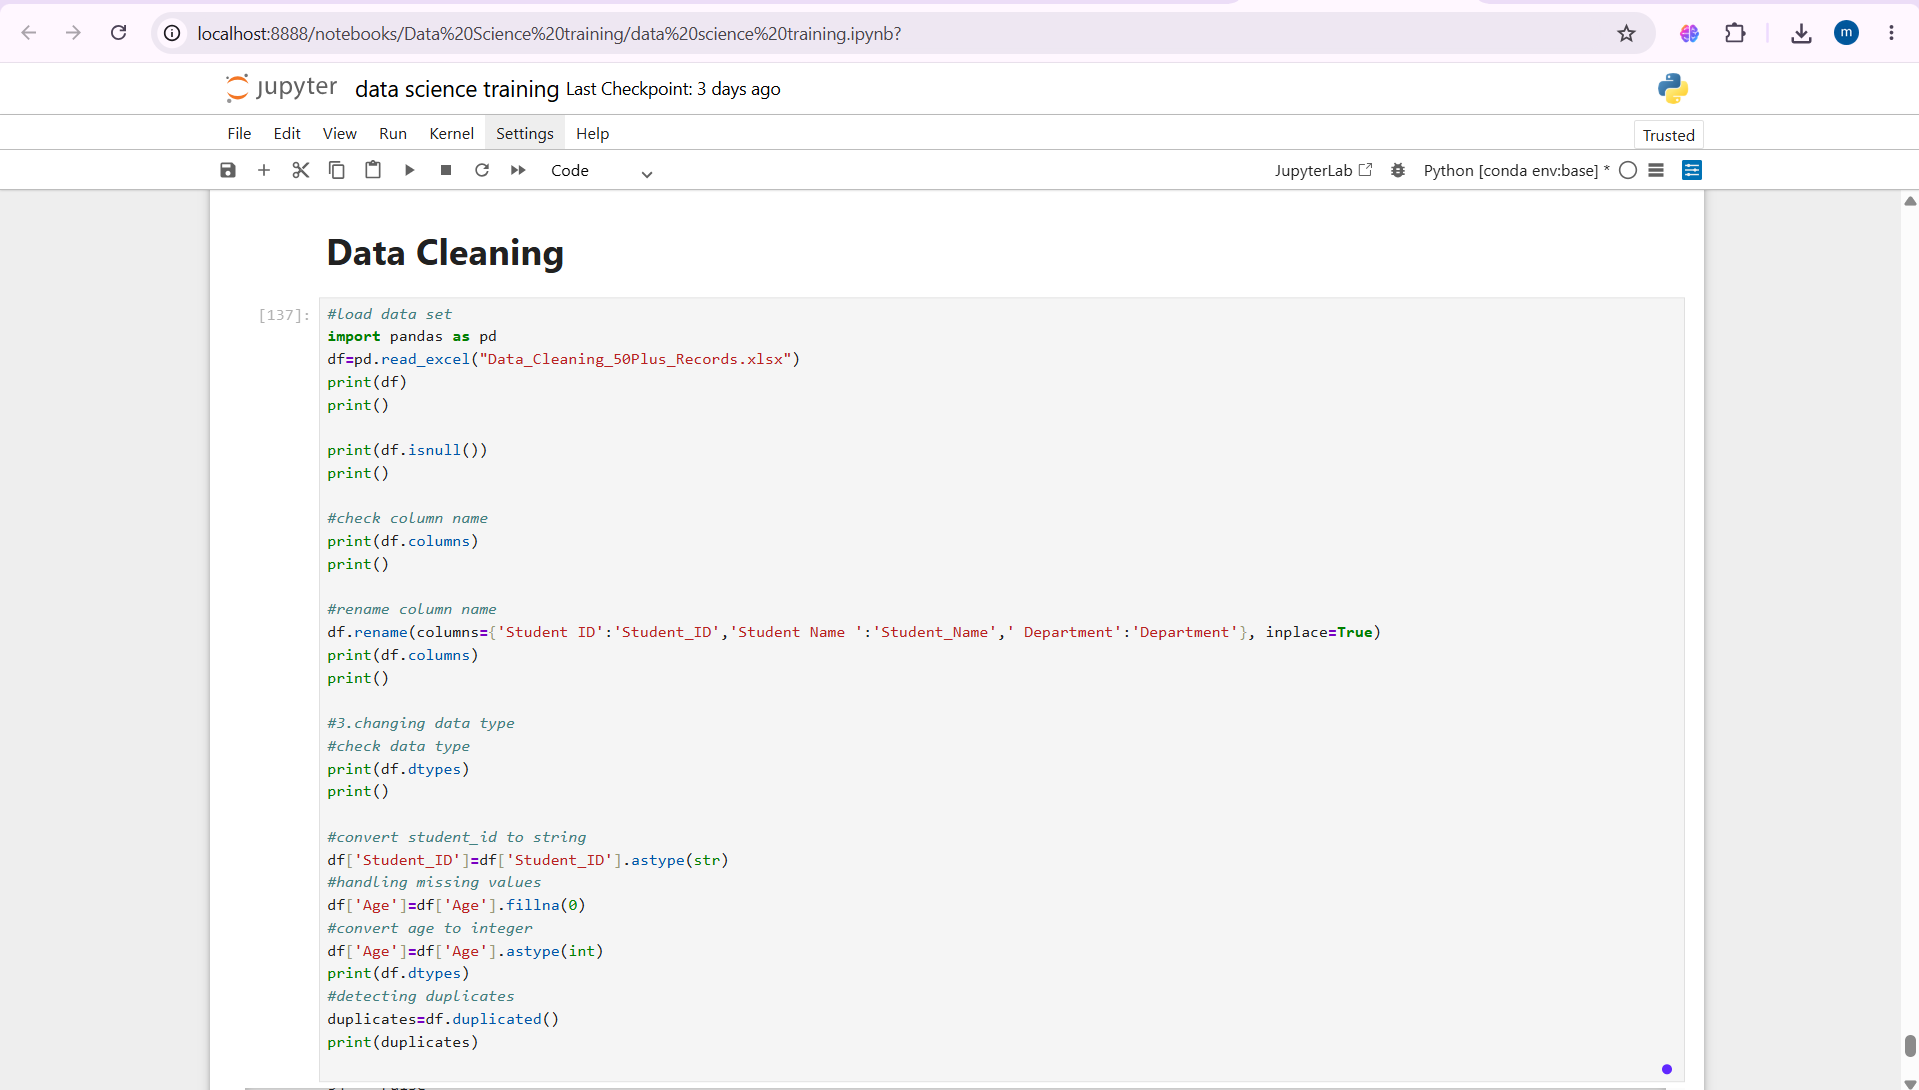 localhost:8888/notebooks/Data%20Science%20training/data%20science%20training.ipynb?
m
jupyter data science training Last Checkpoint: 3 days ago
File Edit View Run Kernel Settings Help
Trusted
Code
JupyterLab
Python [conda env:base] *
Data Cleaning
[137]:
#load data set
import pandas as pd
df=pd.read_excel("Data_Cleaning_50Plus_Records.xlsx")
print(df)
print()
print(df.isnull())
print()
#check column name
print(df.columns)
print()
#rename column name
df.rename(columns={'Student ID':'Student_ID','Student Name ':'Student_Name',' Department':'Department'}, inplace=True)
print(df.columns)
print()
#3.changing data type
#check data type
print(df.dtypes)
print()
#convert student_id to string
df['Student_ID']=df['Student_ID'].astype(str)
#handling missing values
df['Age']=df['Age'].fillna(0)
#convert age to integer
df['Age']=df['Age'].astype(int)
print(df.dtypes)
#detecting duplicates
duplicates=df.duplicated()
print(duplicates)